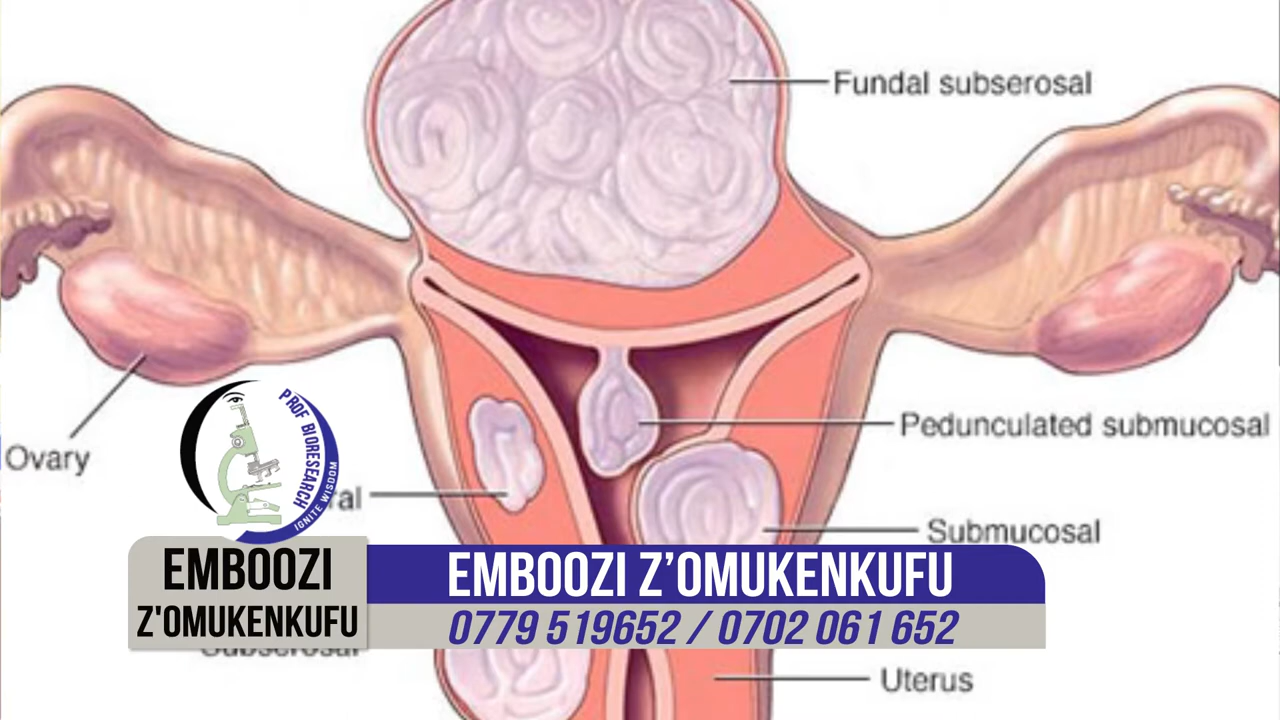 Fundal subserosal
Ovary
Pedunculated submucosal
ral
Submucosal
PROF BIORESEARCH
IGNITE WISDOM
EMBOOZI
Z'OMUKENKUFU
EMBOOZI Z’OMUKENKUFU
0779 519652 / 0702 061 652
Subserosal
Uterus